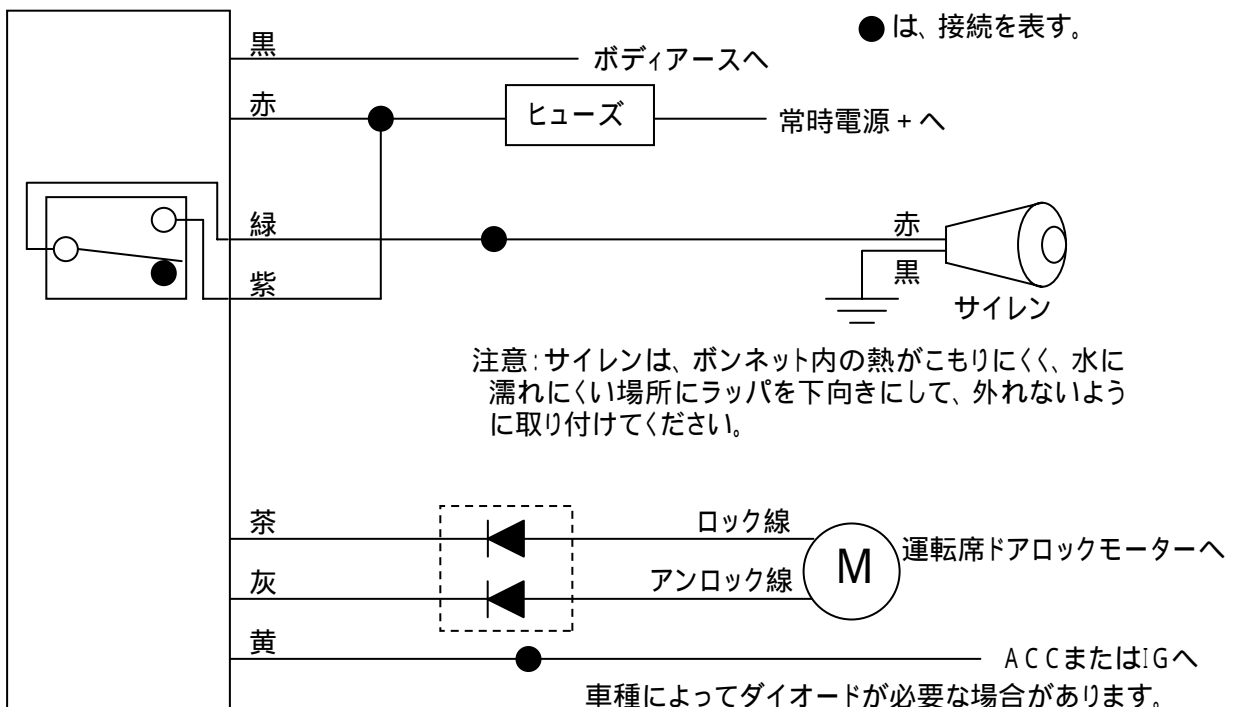 ●は、接続を表す。
黒
ボディアースへ
赤
ヒューズ
常時電源+へ
緑
赤
黒
紫
サイレン
注意:サイレンは、ボンネット内の熱がこもりにくく、水に
濡れにくい場所にラッパを下向きにして、外れないよう
に取り付けてください。
茶
ロック線
M
運転席ドアロックモーターへ
灰
アンロック線
黄
ACCまたはIGへ
車種によってダイオードが必要な場合があります。